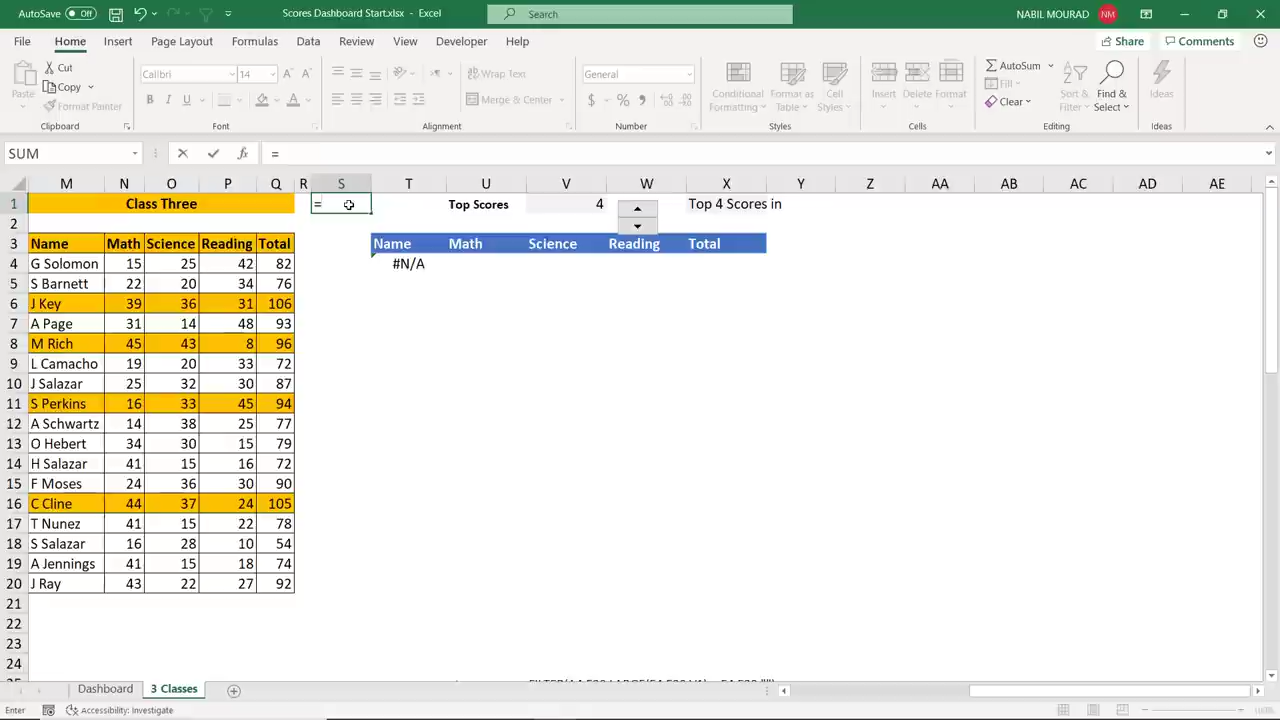 AutoSave Off Scores Dashboard Start.xlsx - Excel Search NABIL MOURAD NM
File Home Insert Page Layout Formulas Data Review View Developer Help Share Comments
Paste Cut Copy Format Painter Clipboard
Calibri 14 B I U Font
Wrap Text Merge & Center Alignment
General $ % Number
Conditional Formatting Format as Table Cell Styles Styles
Insert Delete Format Cells
AutoSum Fill Clear Sort & Filter Find & Select Editing
Ideas Ideas
SUM fx =
M N O P Q R S T U V W X Y Z AA AB AC AD AE
1 Class Three = Top Scores 4 Top 4 Scores in
2
3 Name Math Science Reading Total Name Math Science Reading Total
4 G Solomon 15 25 42 82 #N/A
5 S Barnett 22 20 34 76
6 J Key 39 36 31 106
7 A Page 31 14 48 93
8 M Rich 45 43 8 96
9 L Camacho 19 20 33 72
10 J Salazar 25 32 30 87
11 S Perkins 16 33 45 94
12 A Schwartz 14 38 25 77
13 O Hebert 34 30 15 79
14 H Salazar 41 15 16 72
15 F Moses 24 36 30 90
16 C Cline 44 37 24 105
17 T Nunez 41 15 22 78
18 S Salazar 16 28 10 54
19 A Jennings 41 15 18 74
20 J Ray 43 22 27 92
21
22
23
24
Dashboard 3 Classes
Enter Accessibility: Investigate